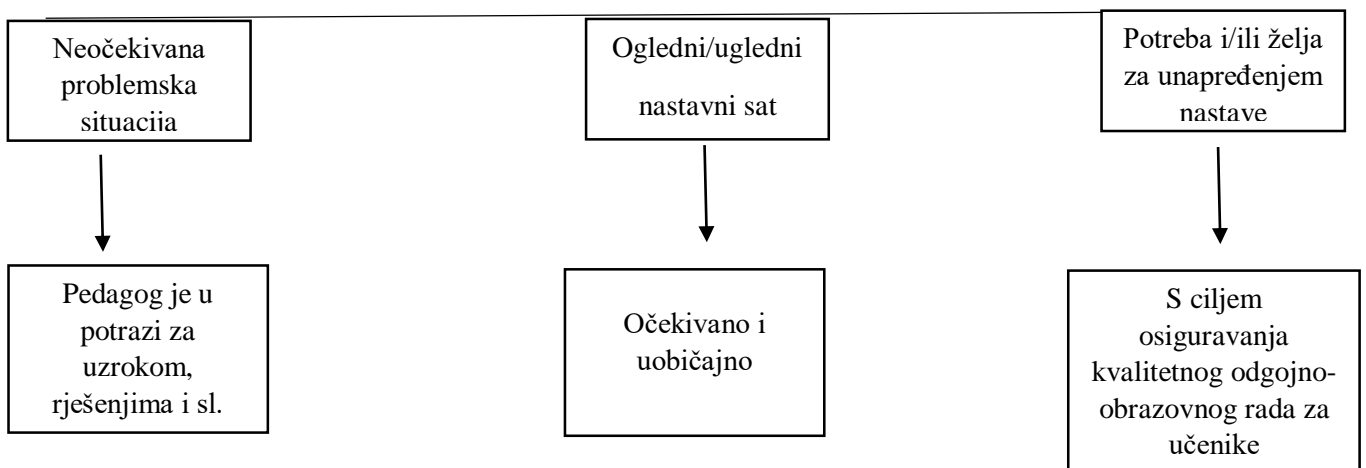 Neočekivana
problemska
situacija
Ogledni/ugledni
nastavni sat
Potreba i/ili želja
za unapređenjem
nastave
Pedagog je u
potrazi za
uzrokom,
rješenjima i sl.
Očekivano i
uobičajno
S ciljem
osiguravanja
kvalitetnog odgojno-
obrazovnog rada za
učenike